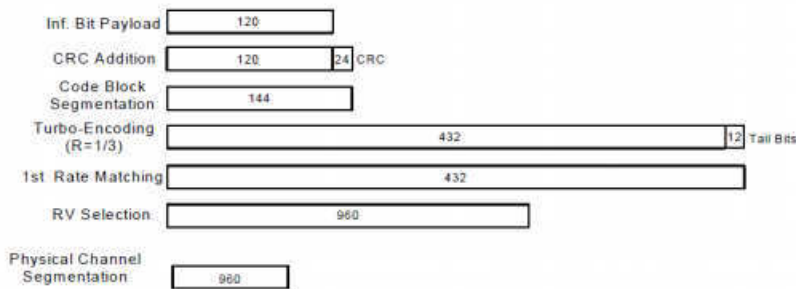 Inf. Bit Payload 120
CRC Addition 120 24 CRC
Code Block
Segmentation 144
Turbo-Encoding
(R=1/3) 432 12 Tail Bits
1st Rate Matching 432
RV Selection 960
Physical Channel
Segmentation 960